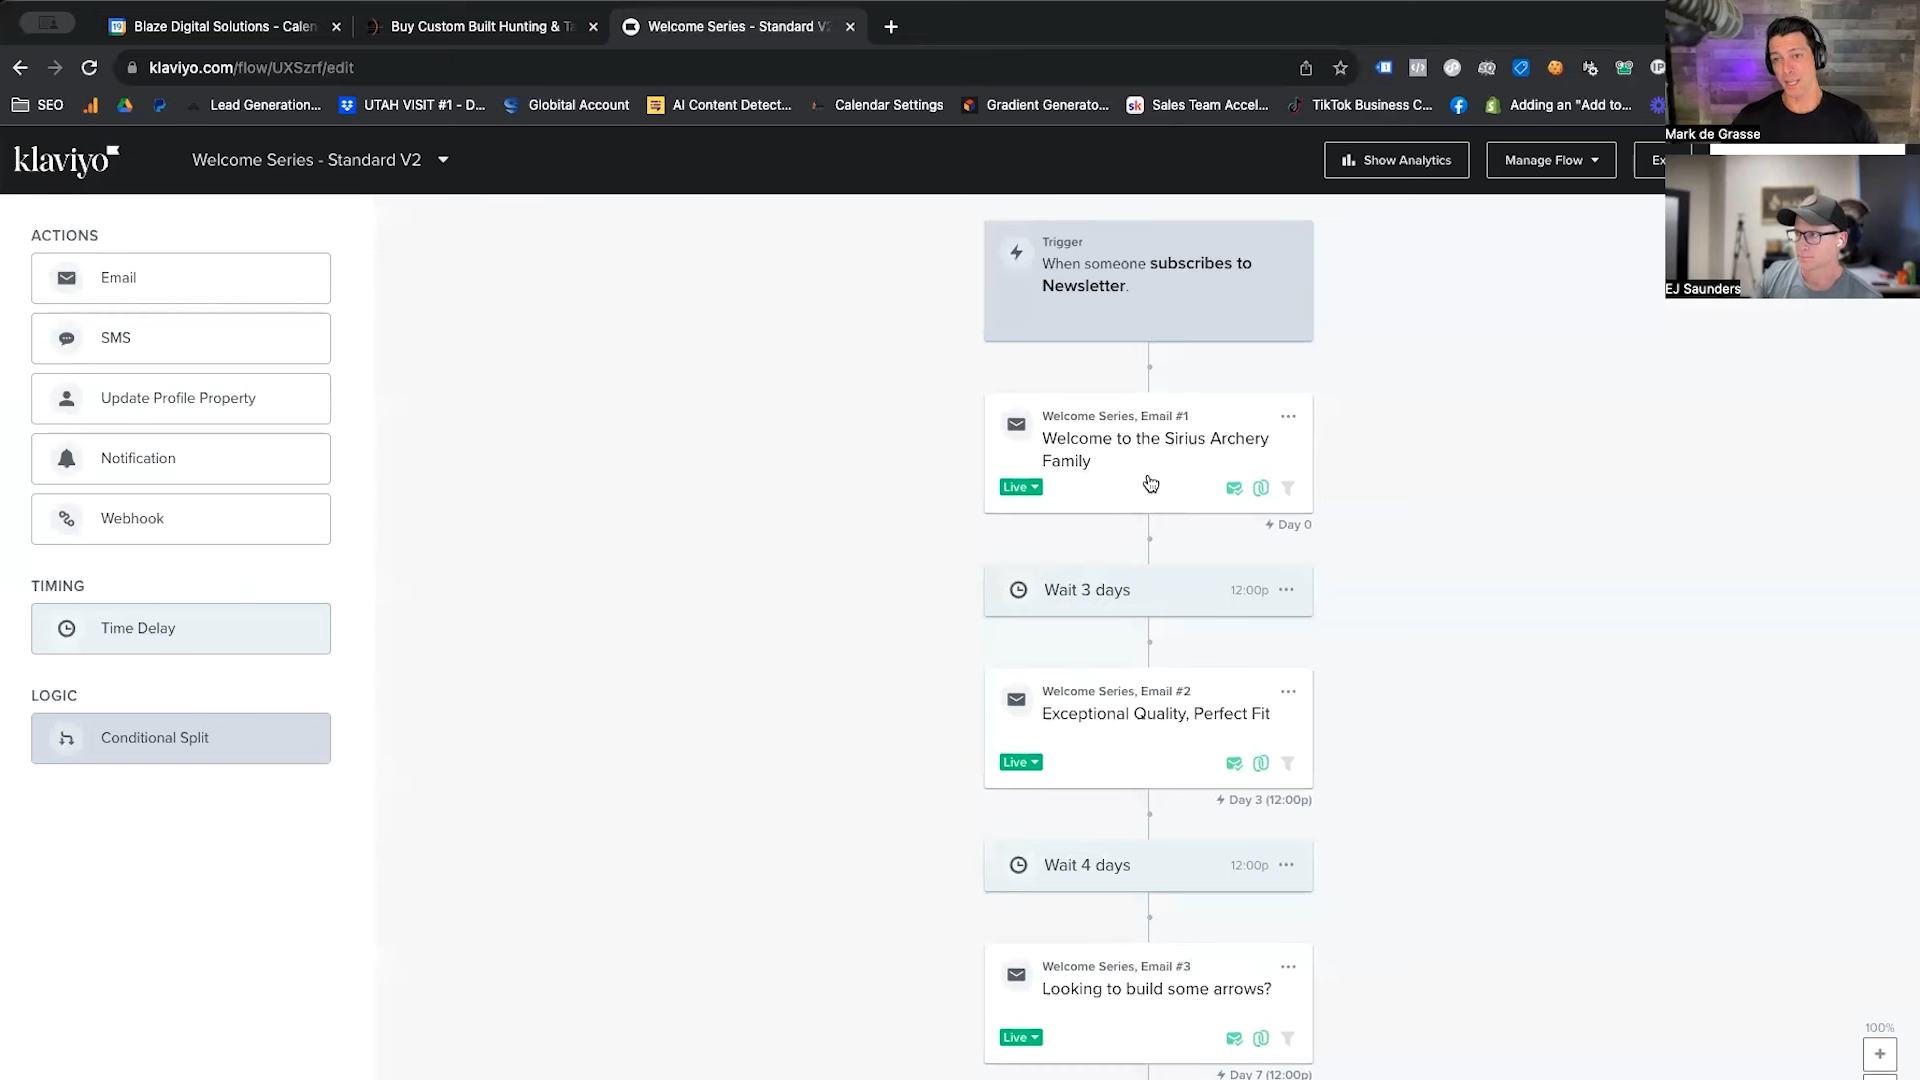 Blaze Digital Solutions - Calen
Buy Custom Built Hunting & Ta
Welcome Series - Standard V2
klaviyo.com/flow/UXSzrf/edit
SEO
Lead Generation...
UTAH VISIT #1 - D...
Globital Account
AI Content Detect...
Calendar Settings
Gradient Generato...
Sales Team Accel...
TikTok Business C...
Adding an "Add to...
Mark de Grasse
klaviyo
Welcome Series - Standard V2
Show Analytics
Manage Flow
Ex
EJ Saunders
ACTIONS
Email
SMS
Update Profile Property
Notification
Webhook
TIMING
Time Delay
LOGIC
Conditional Split
Trigger
When someone subscribes to
Newsletter.
Welcome Series, Email #1
Welcome to the Sirius Archery
Family
Live
Day 0
Wait 3 days
12:00p
Welcome Series, Email #2
Exceptional Quality, Perfect Fit
Live
Day 3 (12:00p)
Wait 4 days
12:00p
Welcome Series, Email #3
Looking to build some arrows?
Live
Day 7 (12:00p)
100%